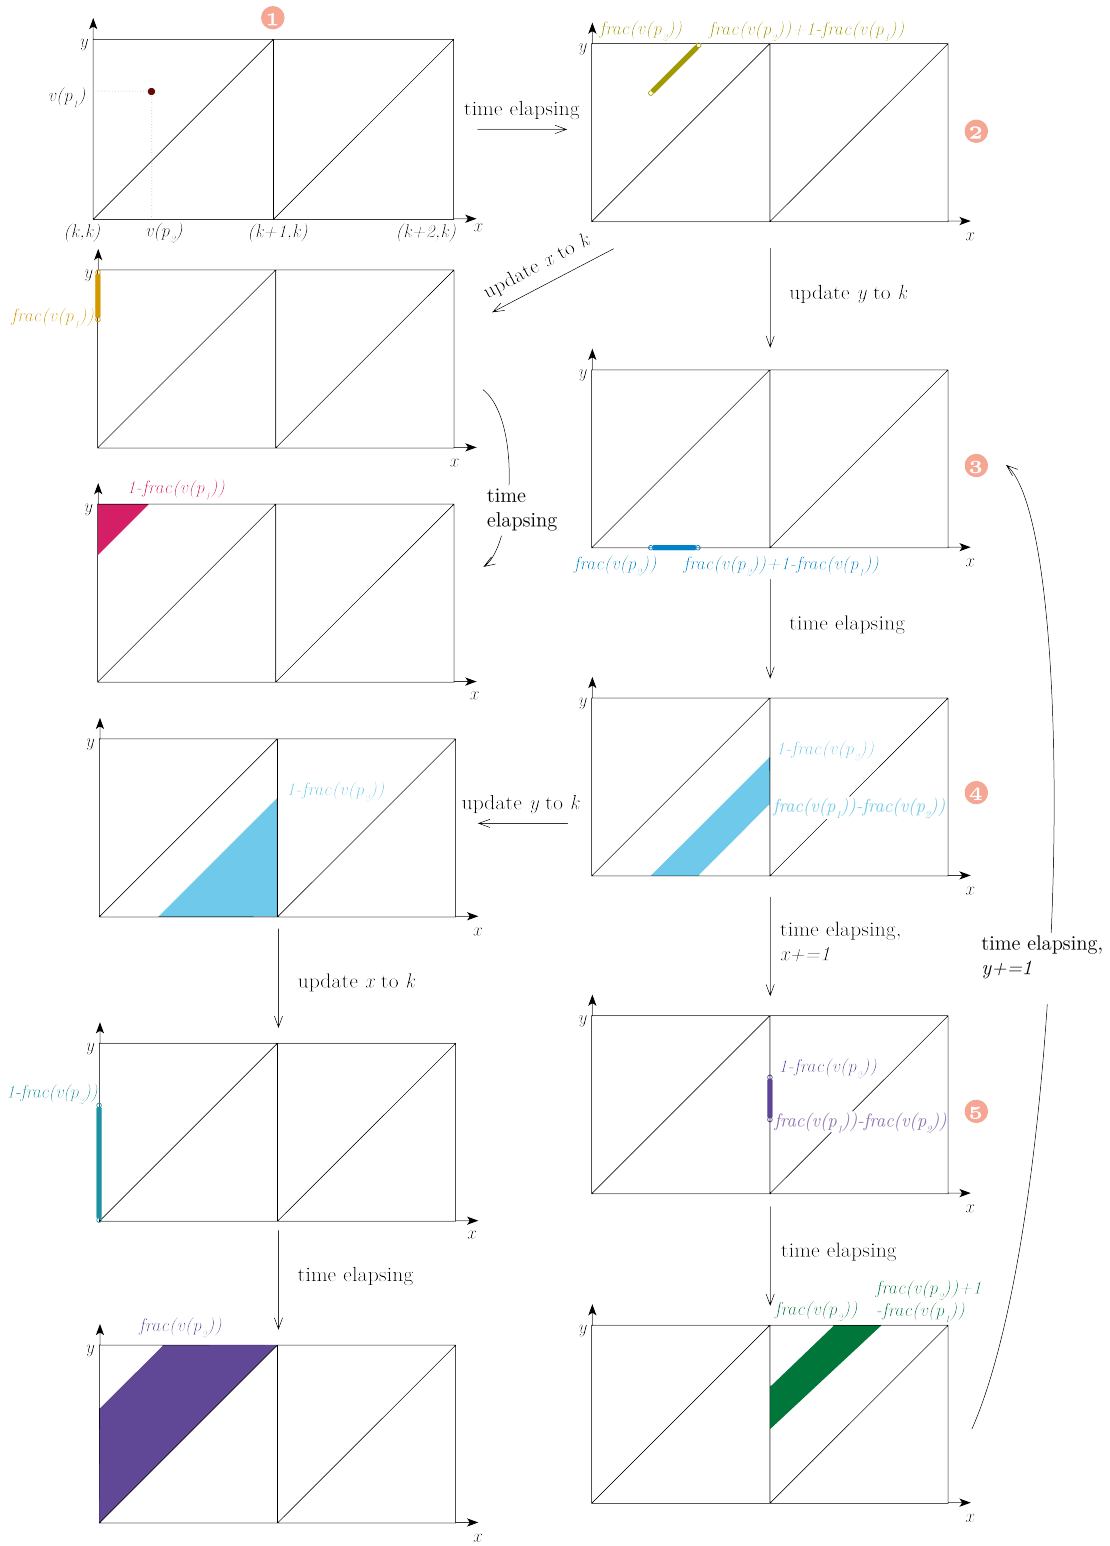 1
y
v(p1)
(k,k)
v(p2)
(k+1,k)
(k+2,k)
x
time elapsing
frac(v(p2))
frac(v(p2))+1-frac(v(p1))
y
2
x
update x to k
update y to k
y
frac(v(p1))
x
y
3
frac(v(p2))
frac(v(p2))+1-frac(v(p1))
x
time
elapsing
1-frac(v(p1))
y
x
time elapsing
y
1-frac(v(p2))
frac(v(p1))-frac(v(p2))
4
x
update y to k
y
1-frac(v(p2))
x
time elapsing,
x+=1
time elapsing,
y+=1
update x to k
y
1-frac(v(p2))
frac(v(p1))-frac(v(p2))
5
x
y
1-frac(v(p2))
x
time elapsing
time elapsing
frac(v(p2))
y
x
frac(v(p2))
frac(v(p2))+1
-frac(v(p1))
y
x